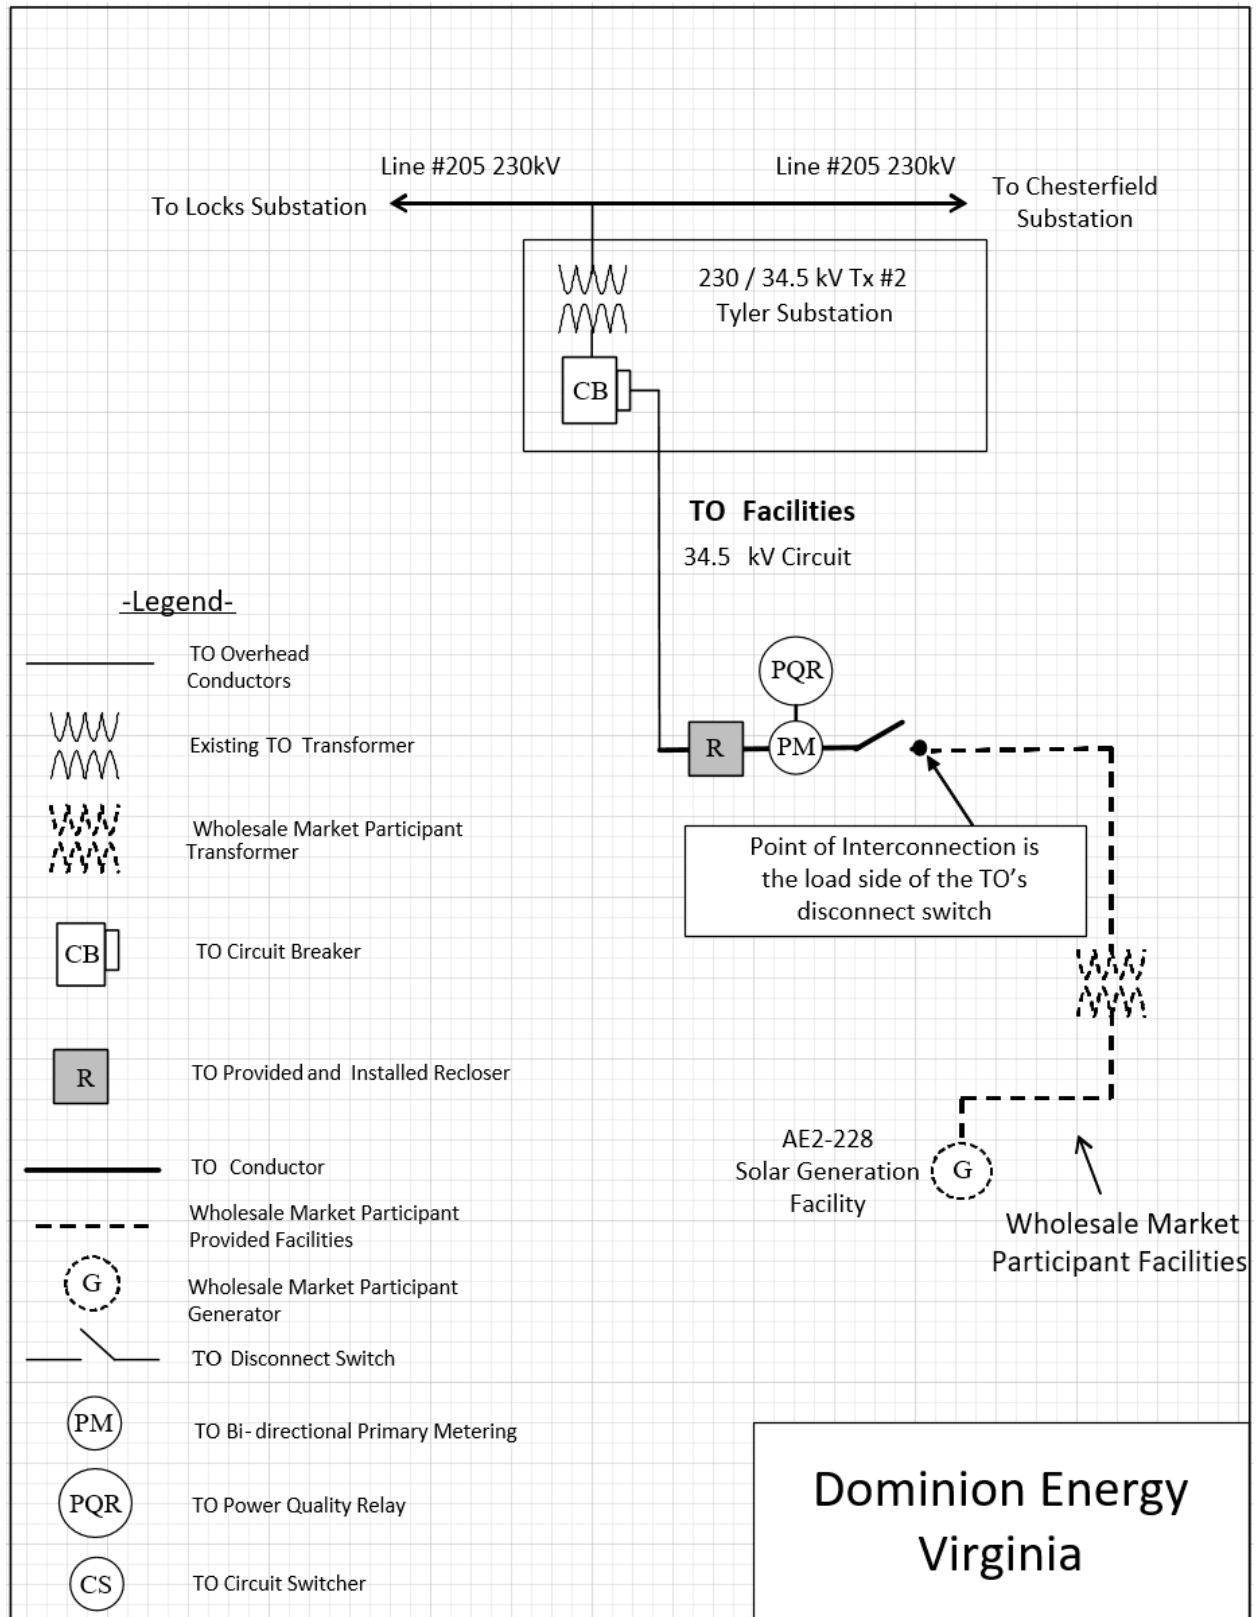 Line #205 230kV
Line #205 230kV
To Locks Substation
To Chesterfield
Substation
230 / 34.5 kV Tx #2
Tyler Substation
CB
TO Facilities
34.5 kV Circuit
PQR
R
PM
Point of Interconnection is
the load side of the TO's
disconnect switch
AE2-228
Solar Generation
Facility
G
Wholesale Market
Participant Facilities
-Legend-
TO Overhead
Conductors
Existing TO Transformer
Wholesale Market Participant
Transformer
CB
TO Circuit Breaker
R
TO Provided and Installed Recloser
TO Conductor
Wholesale Market Participant
Provided Facilities
G
Wholesale Market Participant
Generator
TO Disconnect Switch
PM
TO Bi-directional Primary Metering
PQR
TO Power Quality Relay
CS
TO Circuit Switcher
Dominion Energy
Virginia